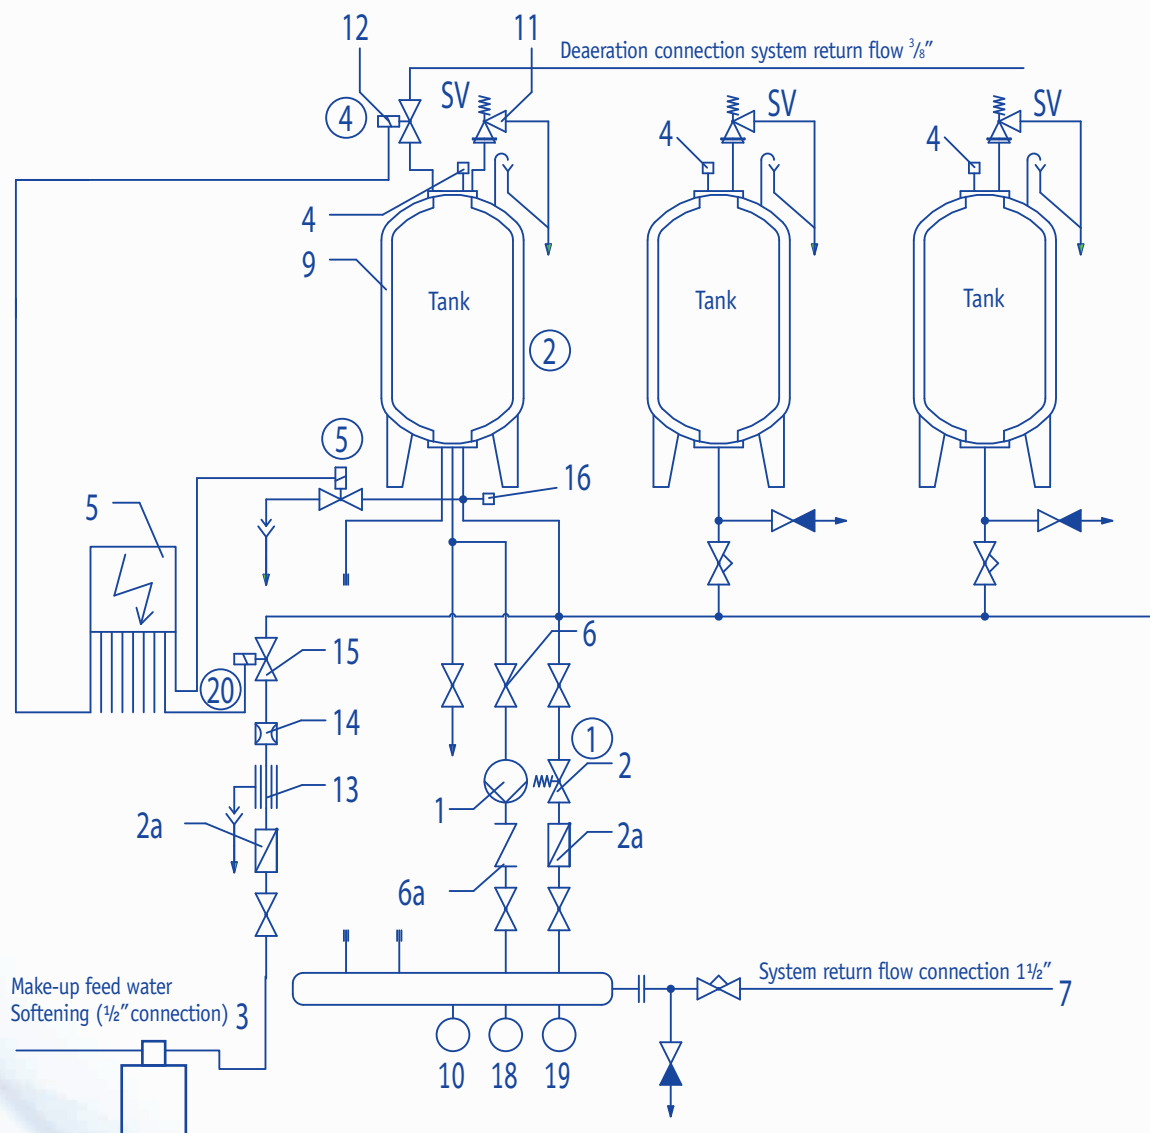 12
11
Deaeration connection system return flow 3/8"
SV
SV
SV
4
4
4
4
9
Tank
Tank
Tank
2
5
16
5
6
15
20
14
1
2
13
1
2a
2a
6a
Make-up feed water
Softening (½" connection) 3
System return flow connection 1½"
7
10
18
19